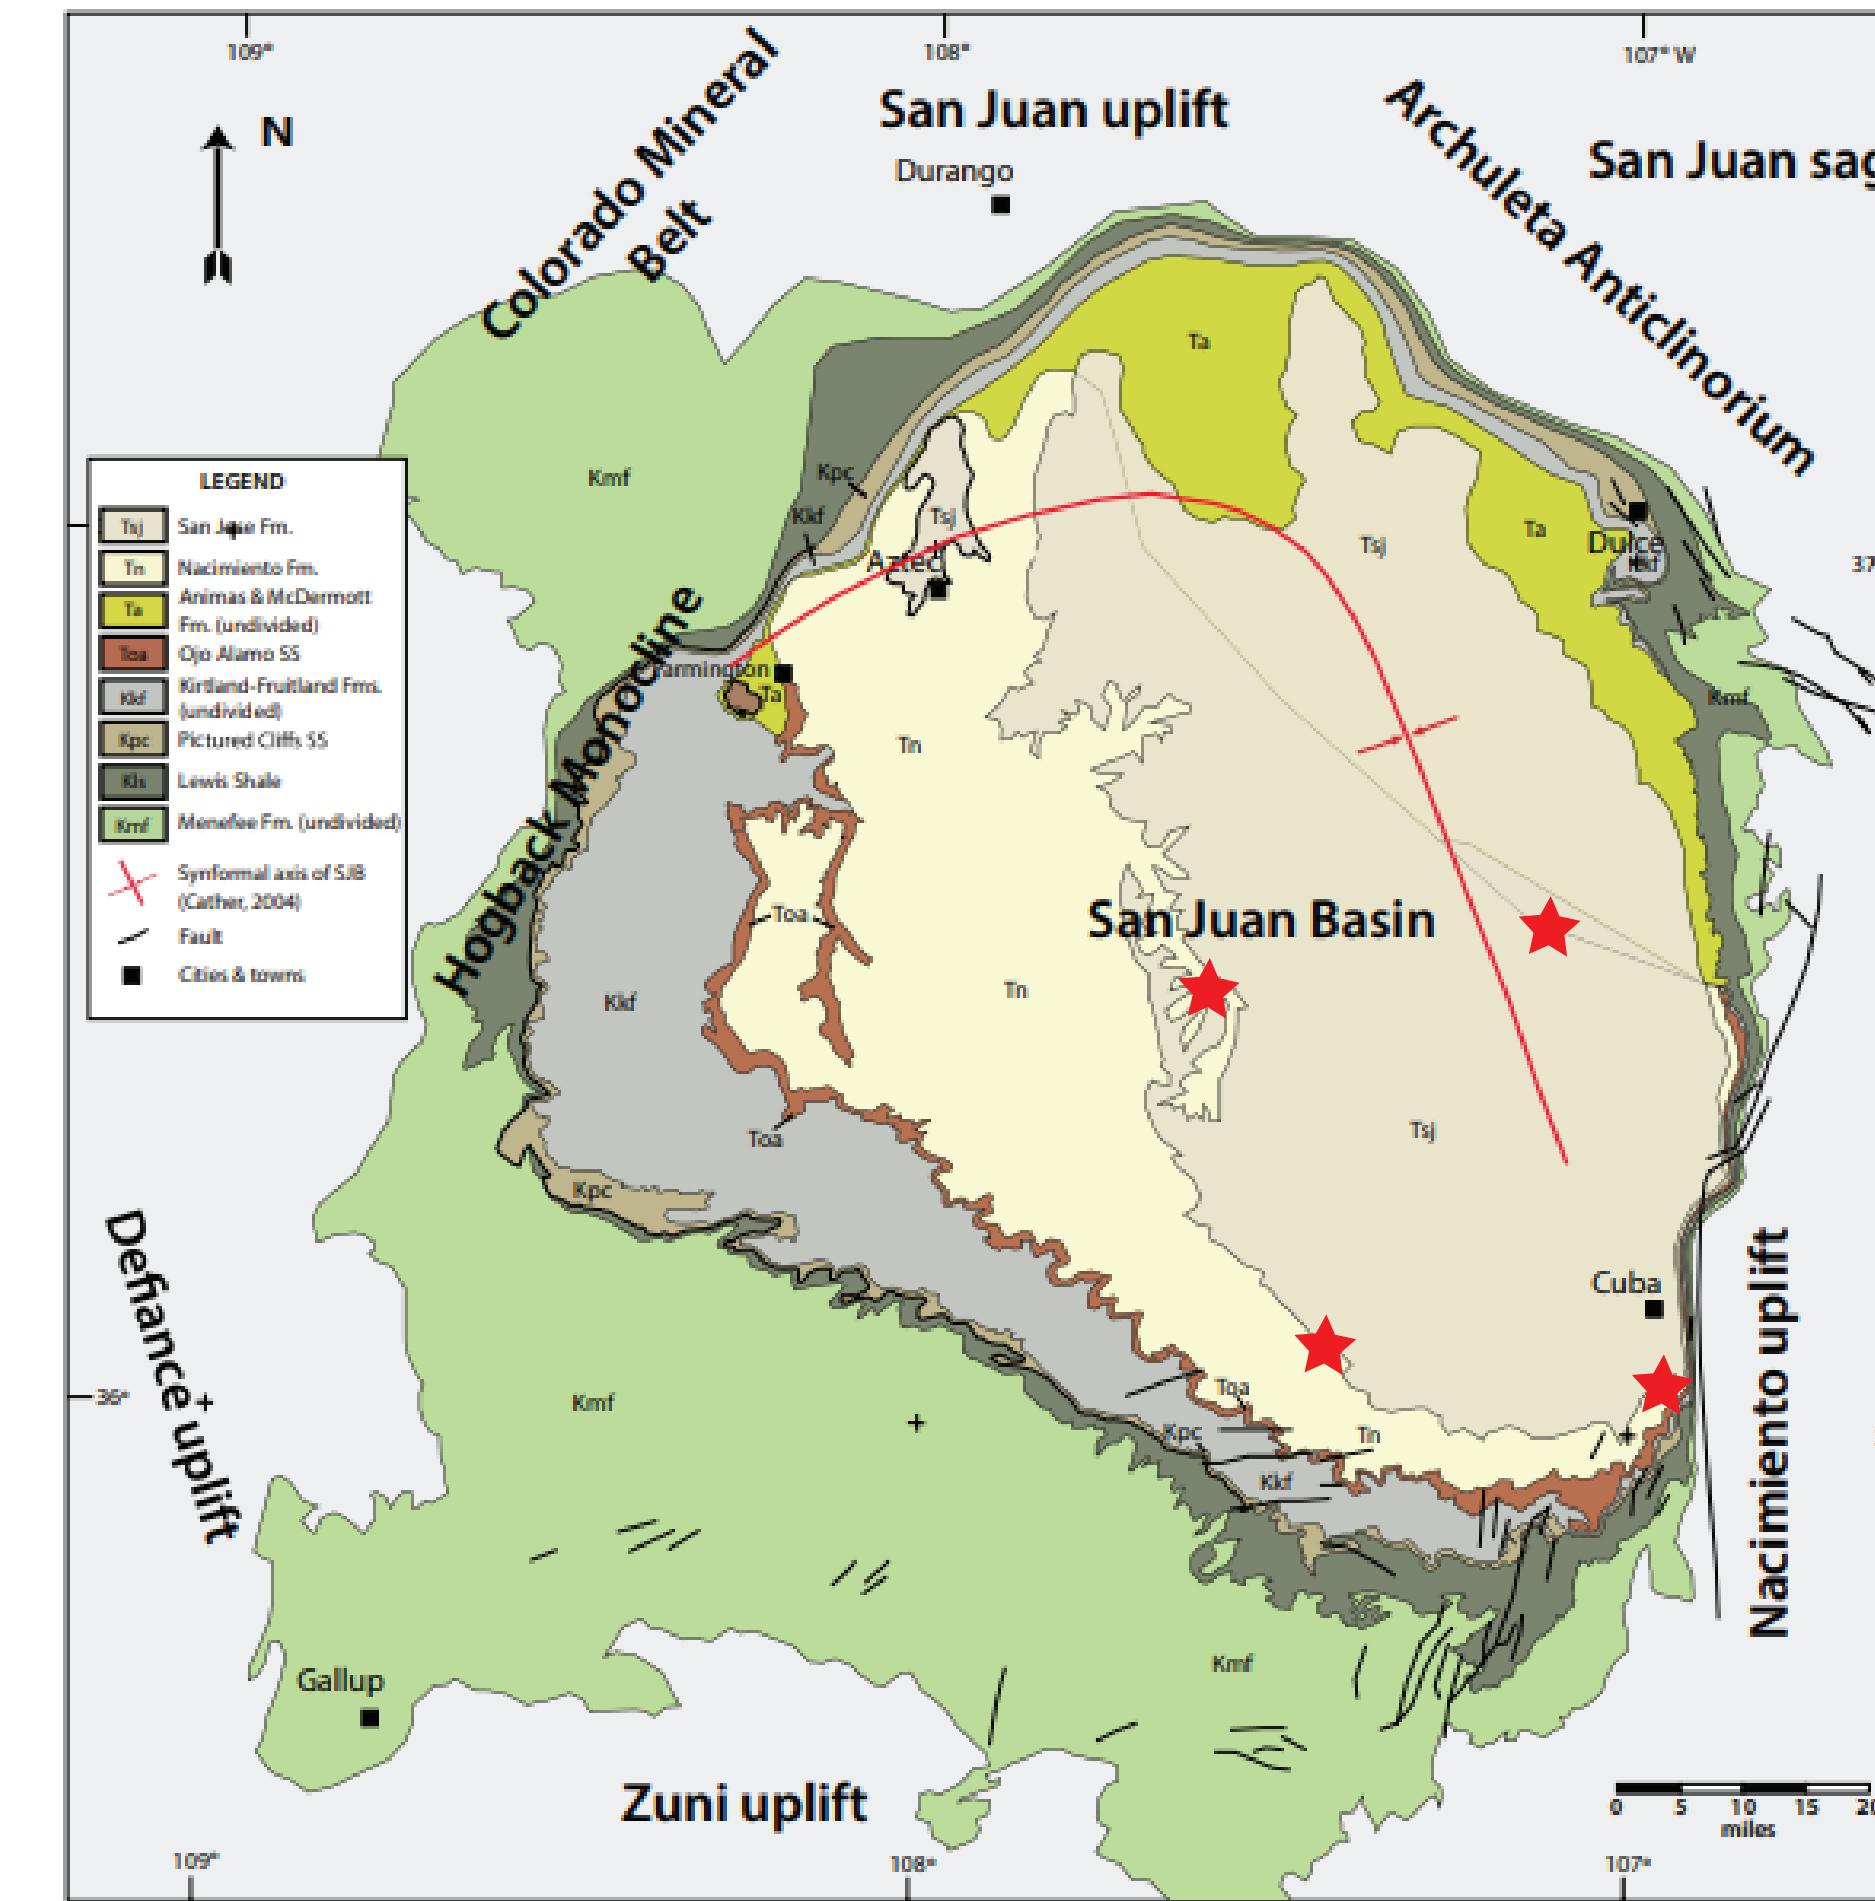 109°
108°
107° W
N
Colorado Mineral
Belt
San Juan uplift
Durango
Archuleta Anticlinorium
San Juan sag
LEGEND
Tsj San Jose Fm.
Tn Nacimiento Fm.
Ta Animas & McDermott
Fm. (undivided)
Toa Ojo Alamo SS
Kkf Kirtland-Fruitland Fms.
(undivided)
Kpc Pictured Cliffs SS
Kls Lewis Shale
Kmf Menefee Fm. (undivided)
Synformal axis of SJB
(Cather, 2004)
Fault
Cities & towns
Ta
Kmf
Kpc
Kkf
Tsj
Aztec
Tsj
Ta
Dulce
Kkf
37
Hogback Monocline
Farmington
Ta
Kmf
Tn
Toa
San Juan Basin
Kkf
Tn
Toa
Tsj
Kpc
Defiance uplift
Cuba
Nacimiento uplift
36°
Kmf
Toa
Kpc
Tn
Kkf
Kmf
Gallup
Zuni uplift
0 5 10 15 20
miles
109°
108°
107°